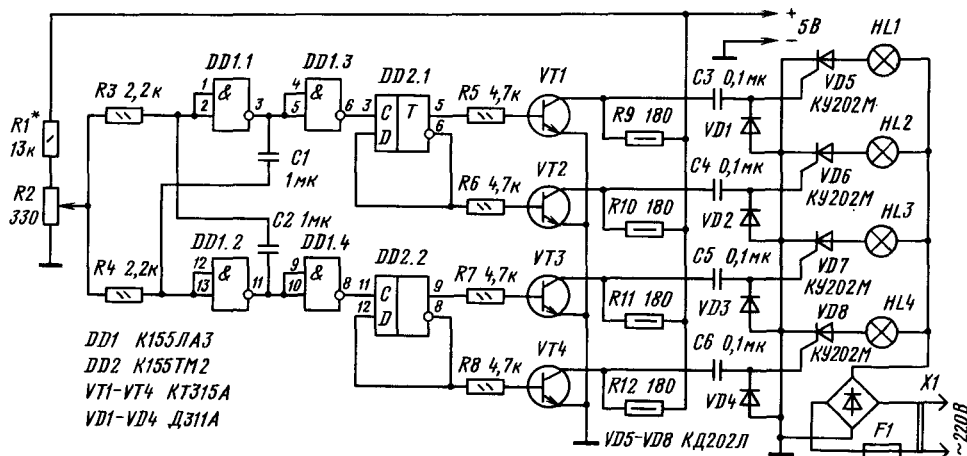 +
5В
-
HL1
DD1.1
DD1.3
R3 2,2к
1
2
&
3
4
5
&
6
DD2.1
3
C
D
T
5
6
R5 4,7к
VT1
C3 0,1мк
VD5
КУ202М
R1*
13к
C1
1мк
R9 180
VD1
HL2
R2
330
VT2
R6 4,7к
C4 0,1мк
VD6
КУ202М
C2 1мк
R10 180
VD2
HL3
DD1.2
DD1.4
R4 2,2к
12
13
&
11
9
10
&
8
DD2.2
11
12
C
D
9
8
R7 4,7к
VT3
C5 0,1мк
VD7
КУ202М
R11 180
VD3
HL4
VD8
КУ202М
R8 4,7к
VT4
C6 0,1мк
R12 180
VD4
X1
F1
~220В
DD1 К155ЛА3
DD2 К155ТМ2
VT1-VT4 КТ315А
VD1-VD4 Д311А
VD5-VD8 КД202Л